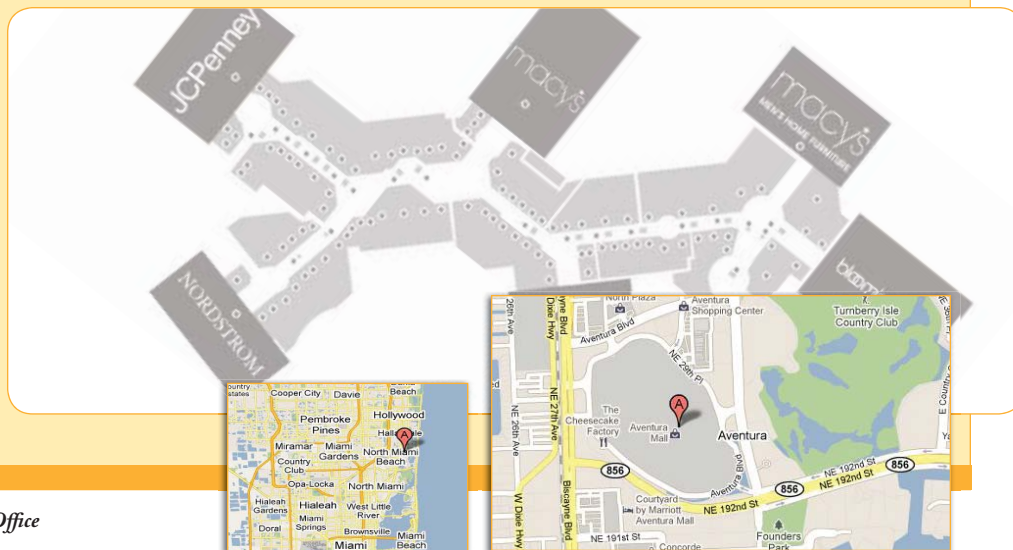 JCPenney
macy's
macy's
MEN'S HOME FURNITURE
NORDSTROM
Office
Cooper City
Davie
Beach
Pembroke
Pines
Hollywood
Miramar
Miami
Gardens
North Miami
Beach
Country
Club
Opa-Locka
North Miami
Hialeah
Gardens
Hialeah
West Little
River
Miami
Springs
Doral
Brownsville
Miami
Miami
Beach
A
North Plaza
Aventura
Shopping Center
Turnberry Isle
Country Club
26th Ave
Dixie Hwy
Aventura Blvd
NE 29th Pl
NE 27th Ave
NE 26th Ave
The
Cheesecake
Factory
A
Aventura
Mall
Aventura
E Country
856
856
856
Aventura Blvd
NE 192nd St
NE 192nd St
NE 192nd St
W Dixie Hwy
Biscayne Blvd
Courtyard
by Marriott
Aventura Mall
NE 191st St
Concorde
Founders
Park